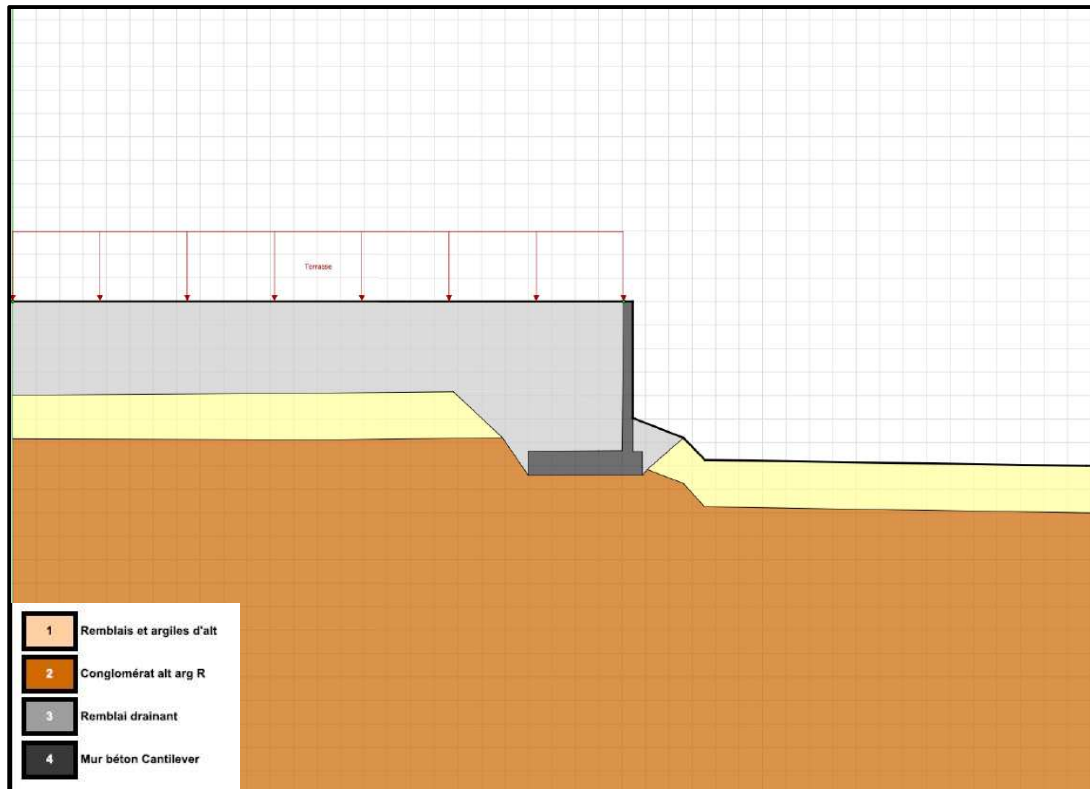 Terrasse
1 Remblais et argiles d'alt
2 Conglomérat alt arg R
3 Remblai drainant
4 Mur béton Cantilever